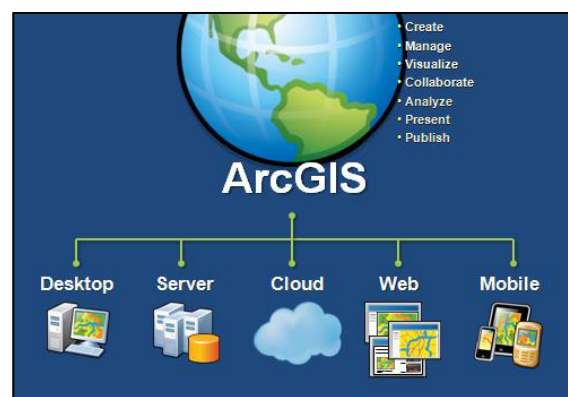 • Create
• Manage
• Visualize
• Collaborate
• Analyze
• Present
• Publish
ArcGIS
Desktop Server Cloud Web Mobile